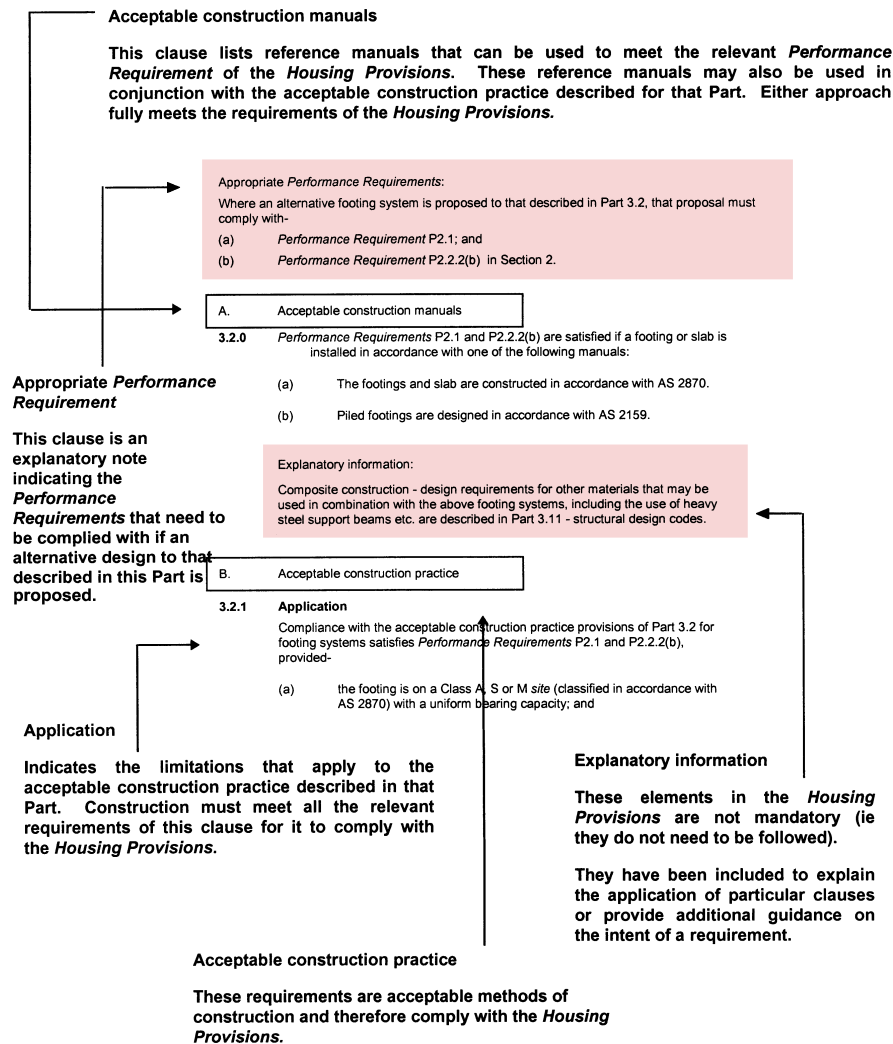 Acceptable construction manuals
This clause lists reference manuals that can be used to meet the relevant Performance
Requirement of the Housing Provisions. These reference manuals may also be used in
conjunction with the acceptable construction practice described for that Part. Either approach
fully meets the requirements of the Housing Provisions.
Appropriate Performance Requirements:
Where an alternative footing system is proposed to that described in Part 3.2, that proposal must
comply with-
(a) Performance Requirement P2.1; and
(b) Performance Requirement P2.2.2(b) in Section 2.
A. Acceptable construction manuals
3.2.0 Performance Requirements P2.1 and P2.2.2(b) are satisfied if a footing or slab is
installed in accordance with one of the following manuals:
(a) The footings and slab are constructed in accordance with AS 2870.
(b) Piled footings are designed in accordance with AS 2159.
Appropriate Performance
Requirement
This clause is an
explanatory note
indicating the
Performance
Requirements that need to
be complied with if an
alternative design to that
described in this Part is
proposed.
Explanatory information:
Composite construction - design requirements for other materials that may be
used in combination with the above footing systems, including the use of heavy
steel support beams etc. are described in Part 3.11 - structural design codes.
B. Acceptable construction practice
3.2.1 Application
Compliance with the acceptable construction practice provisions of Part 3.2 for
footing systems satisfies Performance Requirements P2.1 and P2.2.2(b),
provided-
(a) the footing is on a Class A, S or M site (classified in accordance with
AS 2870) with a uniform bearing capacity; and
Application
Indicates the limitations that apply to the
acceptable construction practice described in that
Part. Construction must meet all the relevant
requirements of this clause for it to comply with
the Housing Provisions.
Explanatory information
These elements in the Housing
Provisions are not mandatory (ie
they do not need to be followed).
They have been included to explain
the application of particular clauses
or provide additional guidance on
the intent of a requirement.
Acceptable construction practice
These requirements are acceptable methods of
construction and therefore comply with the Housing
Provisions.